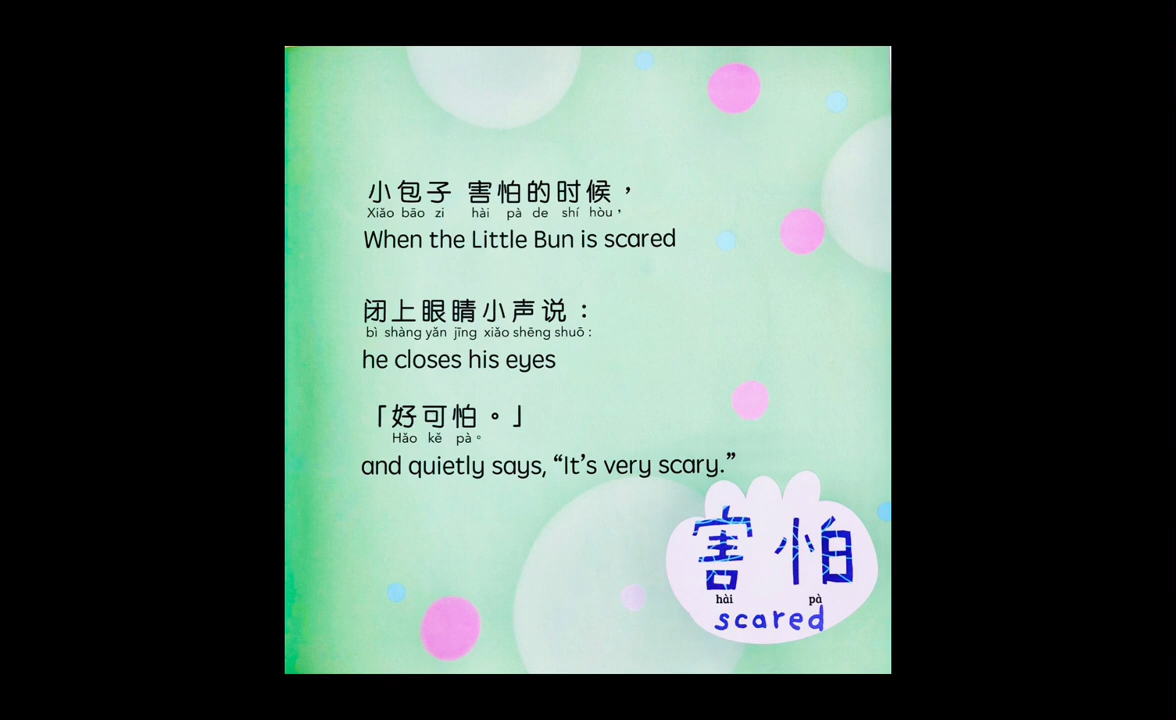 小包子 害怕的时候，
Xiǎo bāo zi hài pà de shí hòu，
When the Little Bun is scared
闭上眼睛小声说：
bì shàng yǎn jīng xiǎo shēng shuō：
he closes his eyes
「好可怕。」
Hǎo kě pà。
and quietly says, “It’s very scary.”
害怕
hài pà
scared